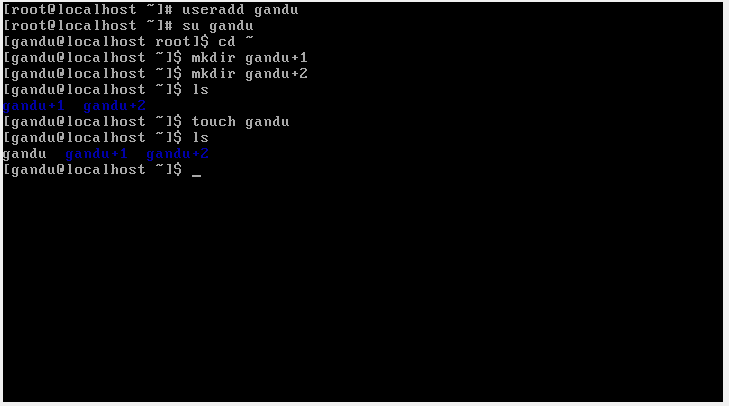 [root@localhost ~]# useradd gandu
[root@localhost ~]# su gandu
[gandu@localhost root]$ cd ~
[gandu@localhost ~]$ mkdir gandu+1
[gandu@localhost ~]$ mkdir gandu+2
[gandu@localhost ~]$ ls
gandu+1  gandu+2
[gandu@localhost ~]$ touch gandu
[gandu@localhost ~]$ ls
gandu  gandu+1  gandu+2
[gandu@localhost ~]$ _